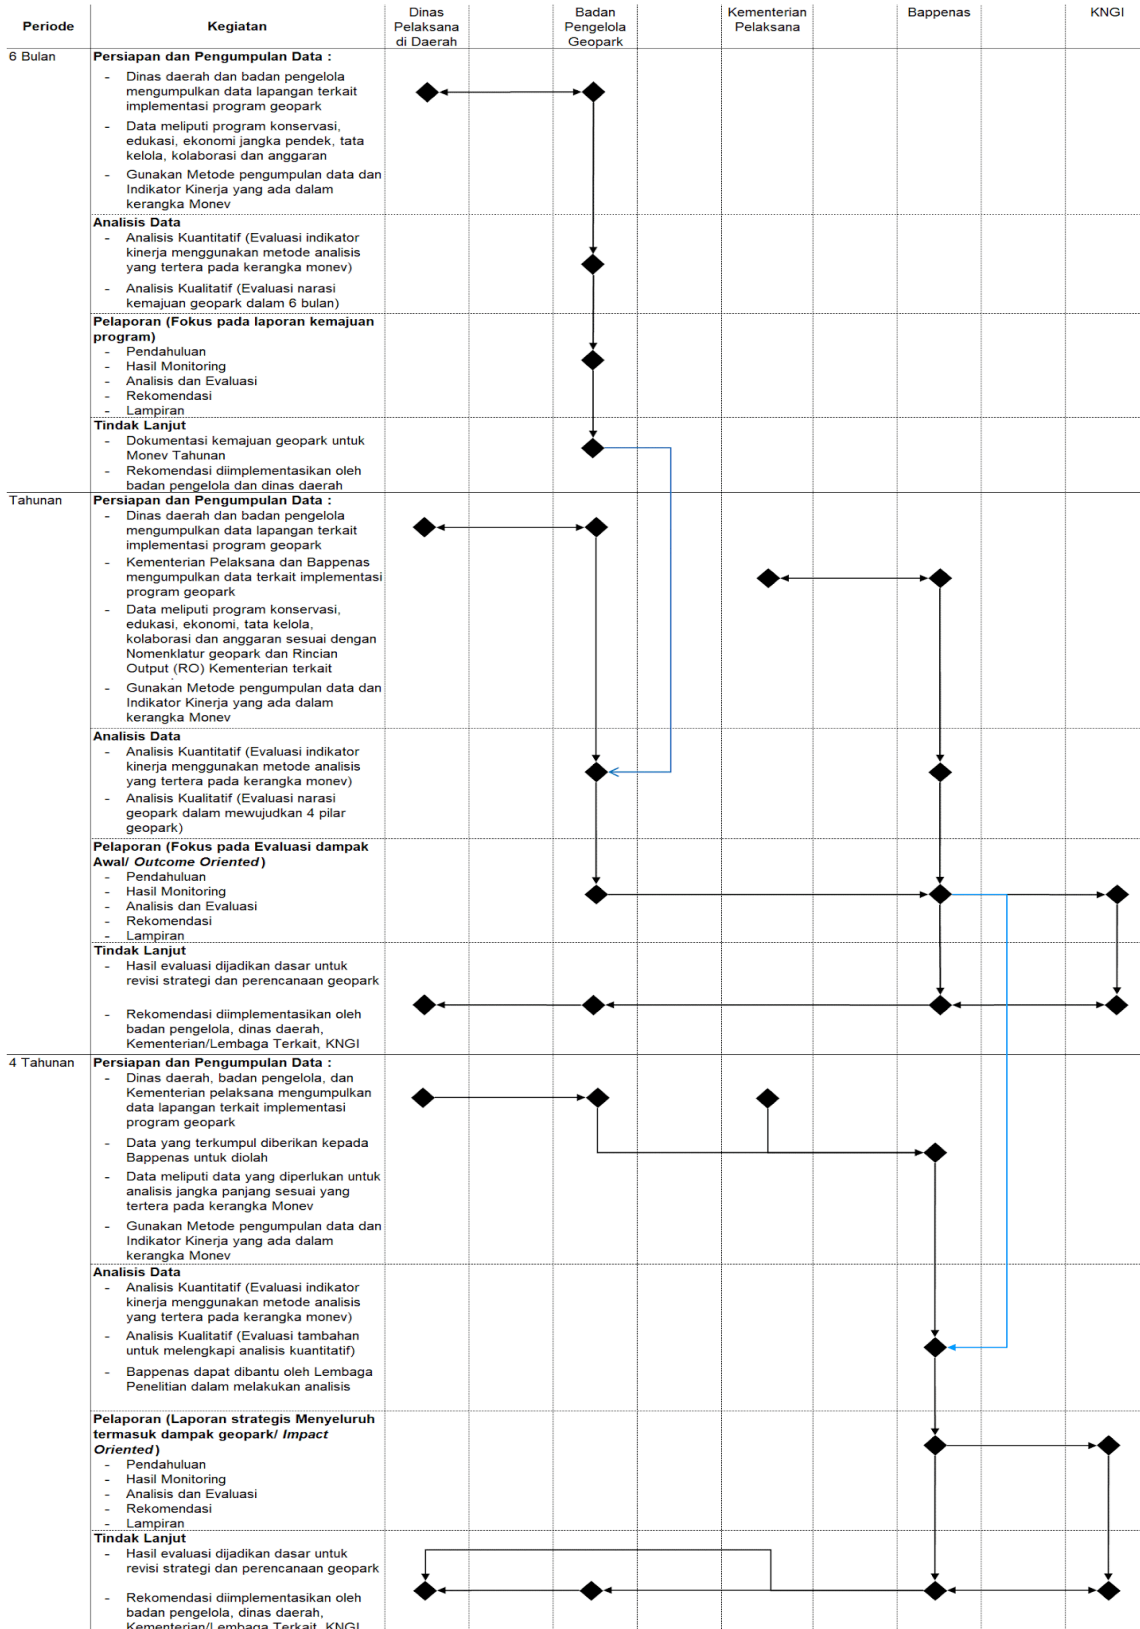 Periode
Kegiatan
Dinas
Pelaksana
di Daerah
Badan
Pengelola
Geopark
Kementerian
Pelaksana
Bappenas
KNGI
6 Bulan
Persiapan dan Pengumpulan Data :
- Dinas daerah dan badan pengelola
mengumpulkan data lapangan terkait
implementasi program geopark
- Data meliputi program konservasi,
edukasi, ekonomi jangka pendek, tata
kelola, kolaborasi dan anggaran
- Gunakan Metode pengumpulan data dan
Indikator Kinerja yang ada dalam
kerangka Monev
Analisis Data
- Analisis Kuantitatif (Evaluasi indikator
kinerja menggunakan metode analisis
yang tertera pada kerangka monev)
- Analisis Kualitatif (Evaluasi narasi
kemajuan geopark dalam 6 bulan)
Pelaporan (Fokus pada laporan kemajuan
program)
- Pendahuluan
- Hasil Monitoring
- Analisis dan Evaluasi
- Rekomendasi
- Lampiran
Tindak Lanjut
- Dokumentasi kemajuan geopark untuk
Monev Tahunan
- Rekomendasi diimplementasikan oleh
badan pengelola dan dinas daerah
Tahunan
Persiapan dan Pengumpulan Data :
- Dinas daerah dan badan pengelola
mengumpulkan data lapangan terkait
implementasi program geopark
- Kementerian Pelaksana dan Bappenas
mengumpulkan data terkait implementasi
program geopark
- Data meliputi program konservasi,
edukasi, ekonomi, tata kelola,
kolaborasi dan anggaran sesuai dengan
Nomenklatur geopark dan Rincian
Output (RO) Kementerian terkait
- Gunakan Metode pengumpulan data dan
Indikator Kinerja yang ada dalam
kerangka Monev
Analisis Data
- Analisis Kuantitatif (Evaluasi indikator
kinerja menggunakan metode analisis
yang tertera pada kerangka monev)
- Analisis Kualitatif (Evaluasi narasi
geopark dalam mewujudkan 4 pilar
geopark)
Pelaporan (Fokus pada Evaluasi dampak
Awal/ Outcome Oriented)
- Pendahuluan
- Hasil Monitoring
- Analisis dan Evaluasi
- Rekomendasi
- Lampiran
Tindak Lanjut
- Hasil evaluasi dijadikan dasar untuk
revisi strategi dan perencanaan geopark
- Rekomendasi diimplementasikan oleh
badan pengelola, dinas daerah,
Kementerian/Lembaga Terkait, KNGI
4 Tahunan
Persiapan dan Pengumpulan Data :
- Dinas daerah, badan pengelola, dan
Kementerian pelaksana mengumpulkan
data lapangan terkait implementasi
program geopark
- Data yang terkumpul diberikan kepada
Bappenas untuk diolah
- Data meliputi data yang diperlukan untuk
analisis jangka panjang sesuai yang
tertera pada kerangka Monev
- Gunakan Metode pengumpulan data dan
Indikator Kinerja yang ada dalam
kerangka Monev
Analisis Data
- Analisis Kuantitatif (Evaluasi indikator
kinerja menggunakan metode analisis
yang tertera pada kerangka monev)
- Analisis Kualitatif (Evaluasi tambahan
untuk melengkapi analisis kuantitatif)
- Bappenas dapat dibantu oleh Lembaga
Penelitian dalam melakukan analisis
Pelaporan (Laporan strategis Menyeluruh
termasuk dampak geopark/ Impact
Oriented)
- Pendahuluan
- Hasil Monitoring
- Analisis dan Evaluasi
- Rekomendasi
- Lampiran
Tindak Lanjut
- Hasil evaluasi dijadikan dasar untuk
revisi strategi dan perencanaan geopark
- Rekomendasi diimplementasikan oleh
badan pengelola, dinas daerah,
Kementerian/Lembaga Terkait, KNGI